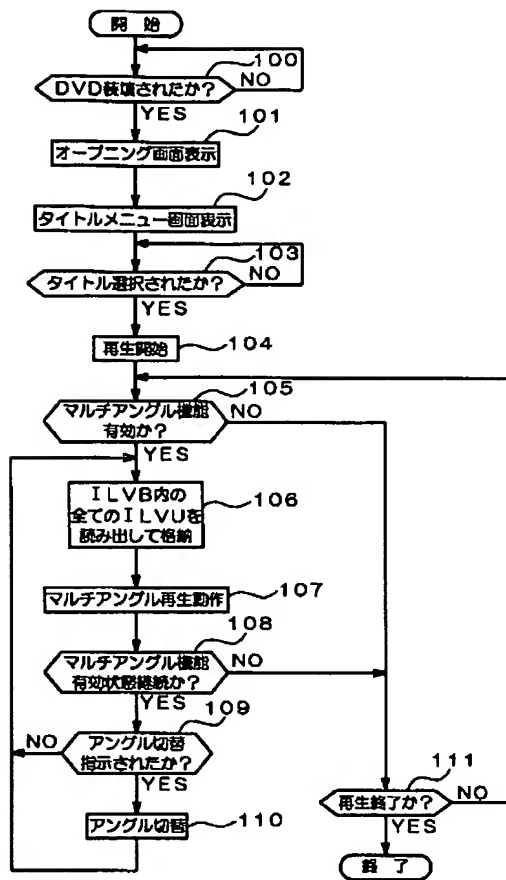 開 始
100
DVD装填されたか?
NO
YES
101
オープニング画面表示
102
タイトルメニュー画面表示
103
タイトル選択されたか?
NO
YES
再生開始
104
105
マルチアングル機能
有効か?
NO
YES
ILVB内の
全てのILVUを
読み出して格納
106
マルチアングル再生動作
107
108
マルチアングル機能
有効状態継続か?
NO
YES
109
アングル切替
指示されたか?
NO
YES
アングル切替
110
111
再生終了か?
NO
YES
終 了